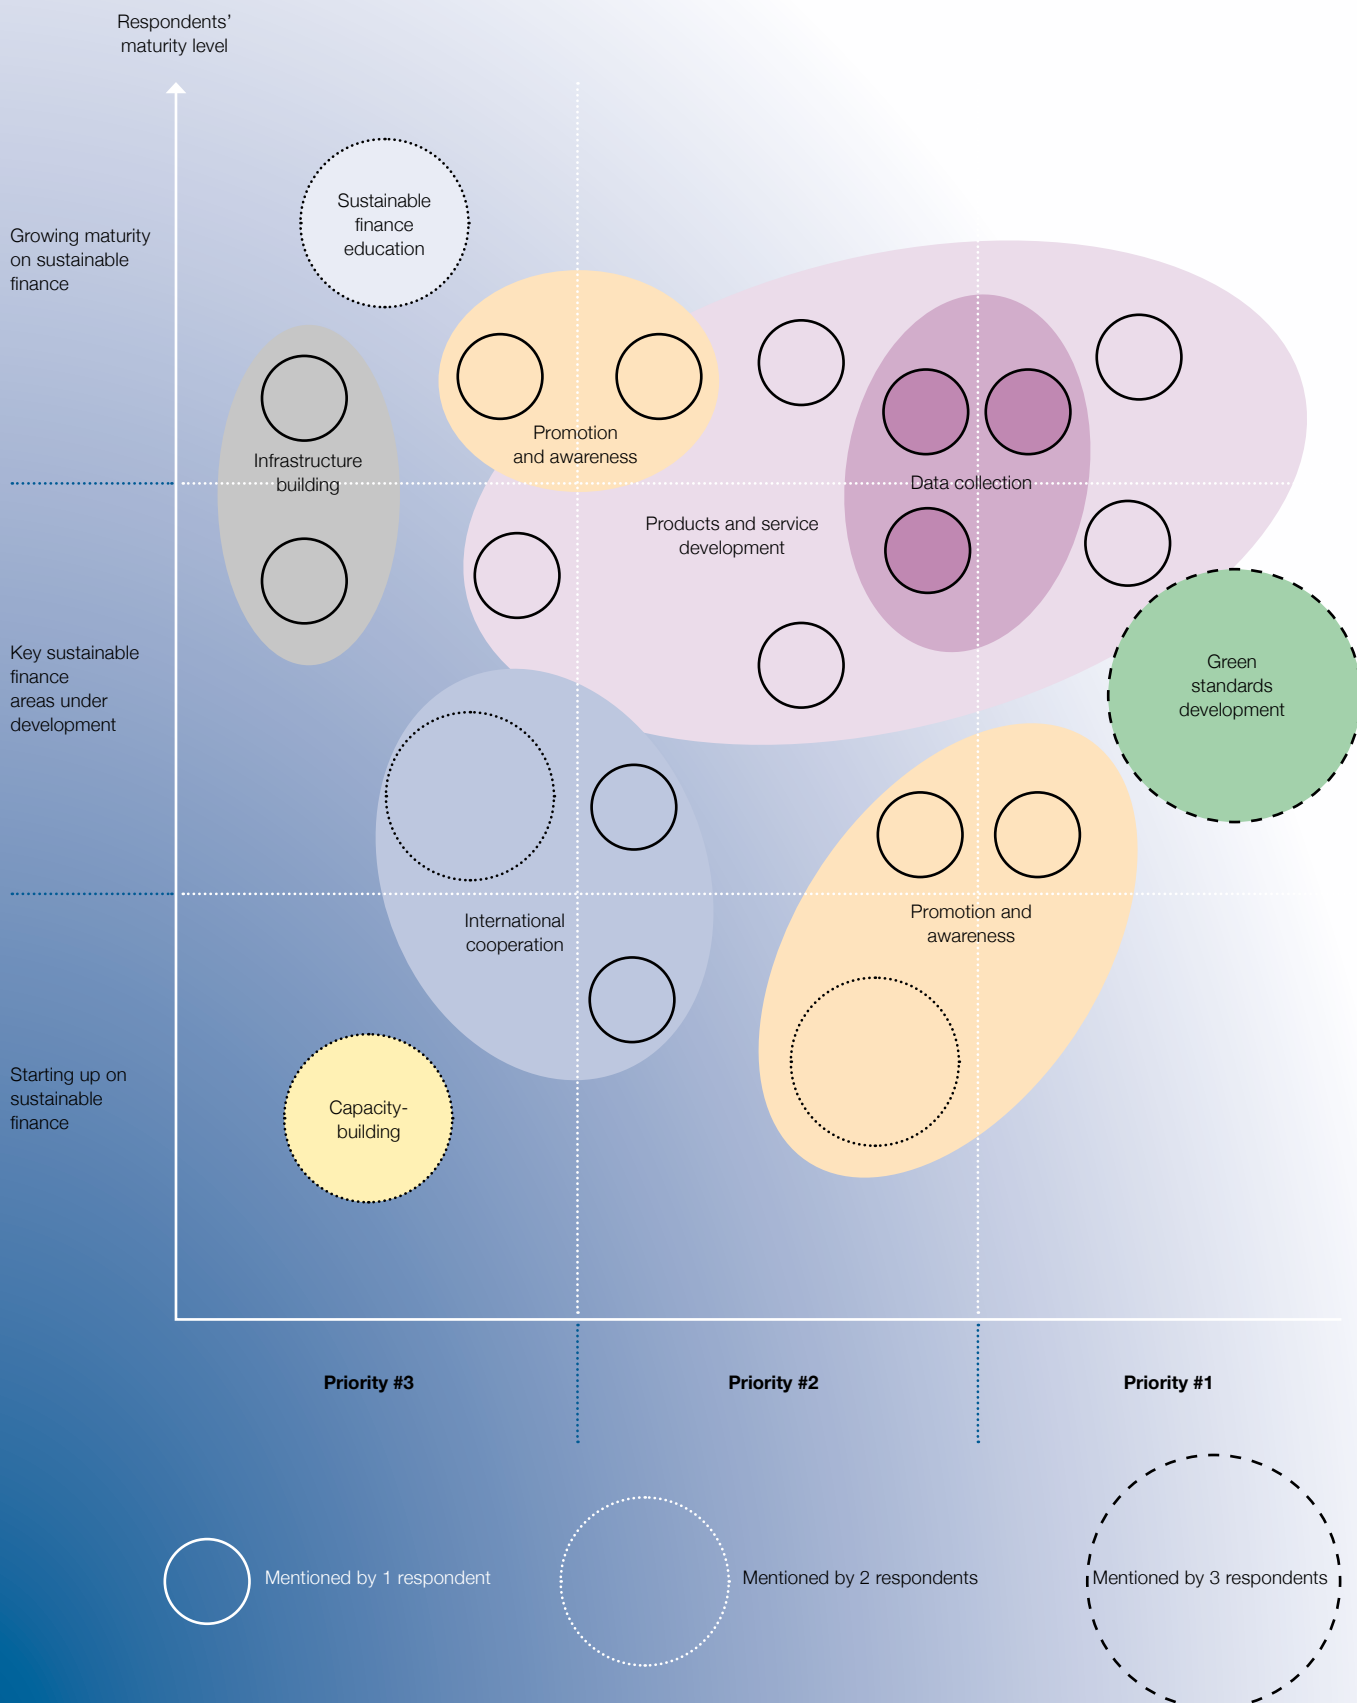 Respondents’
maturity level
Sustainable
finance
education
Growing maturity
on sustainable
finance
Promotion
and awareness
Infrastructure
building
Data collection
Products and service
development
Key sustainable
finance
areas under
development
Green
standards
development
International
cooperation
Promotion and
awareness
Starting up on
sustainable
finance
Capacity-
building
Priority #3
Priority #2
Priority #1
Mentioned by 1 respondent
Mentioned by 2 respondents
Mentioned by 3 respondents